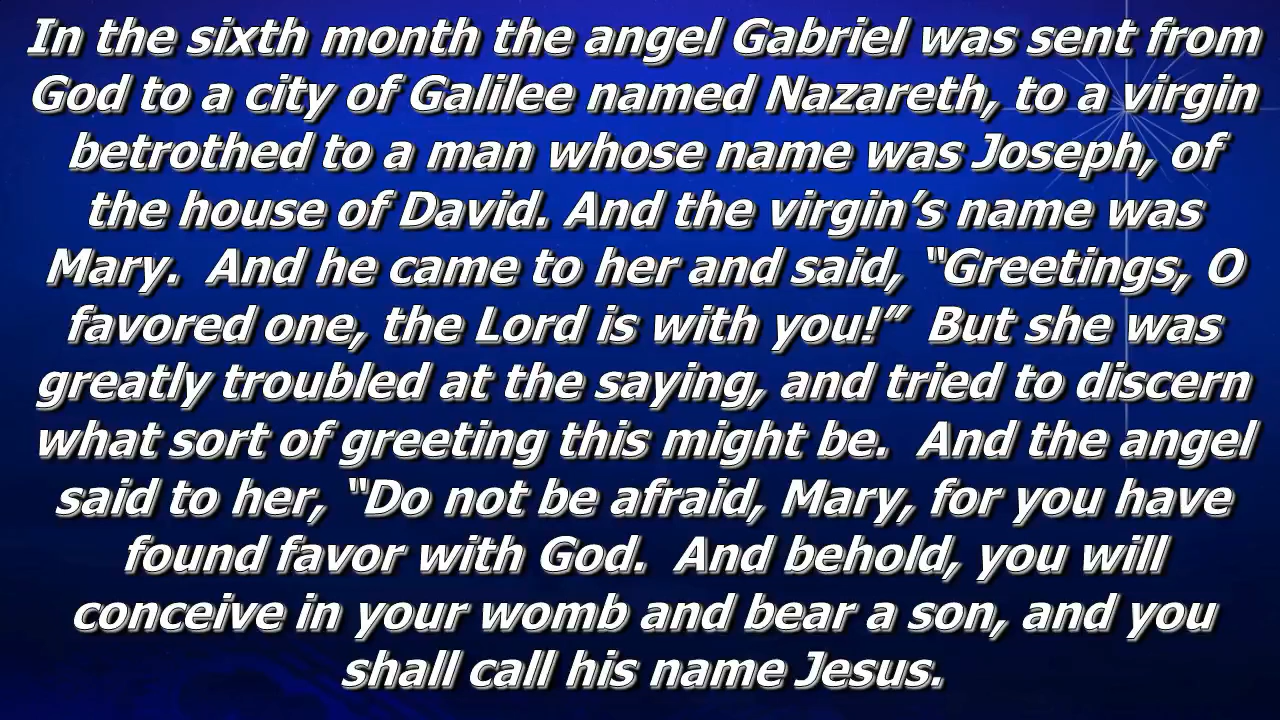 In the sixth month the angel Gabriel was sent from
God to a city of Galilee named Nazareth, to a virgin
betrothed to a man whose name was Joseph, of
the house of David. And the virgin’s name was
Mary.  And he came to her and said, “Greetings, O
favored one, the Lord is with you!”  But she was
greatly troubled at the saying, and tried to discern
what sort of greeting this might be.  And the angel
said to her, “Do not be afraid, Mary, for you have
found favor with God.  And behold, you will
conceive in your womb and bear a son, and you
shall call his name Jesus.